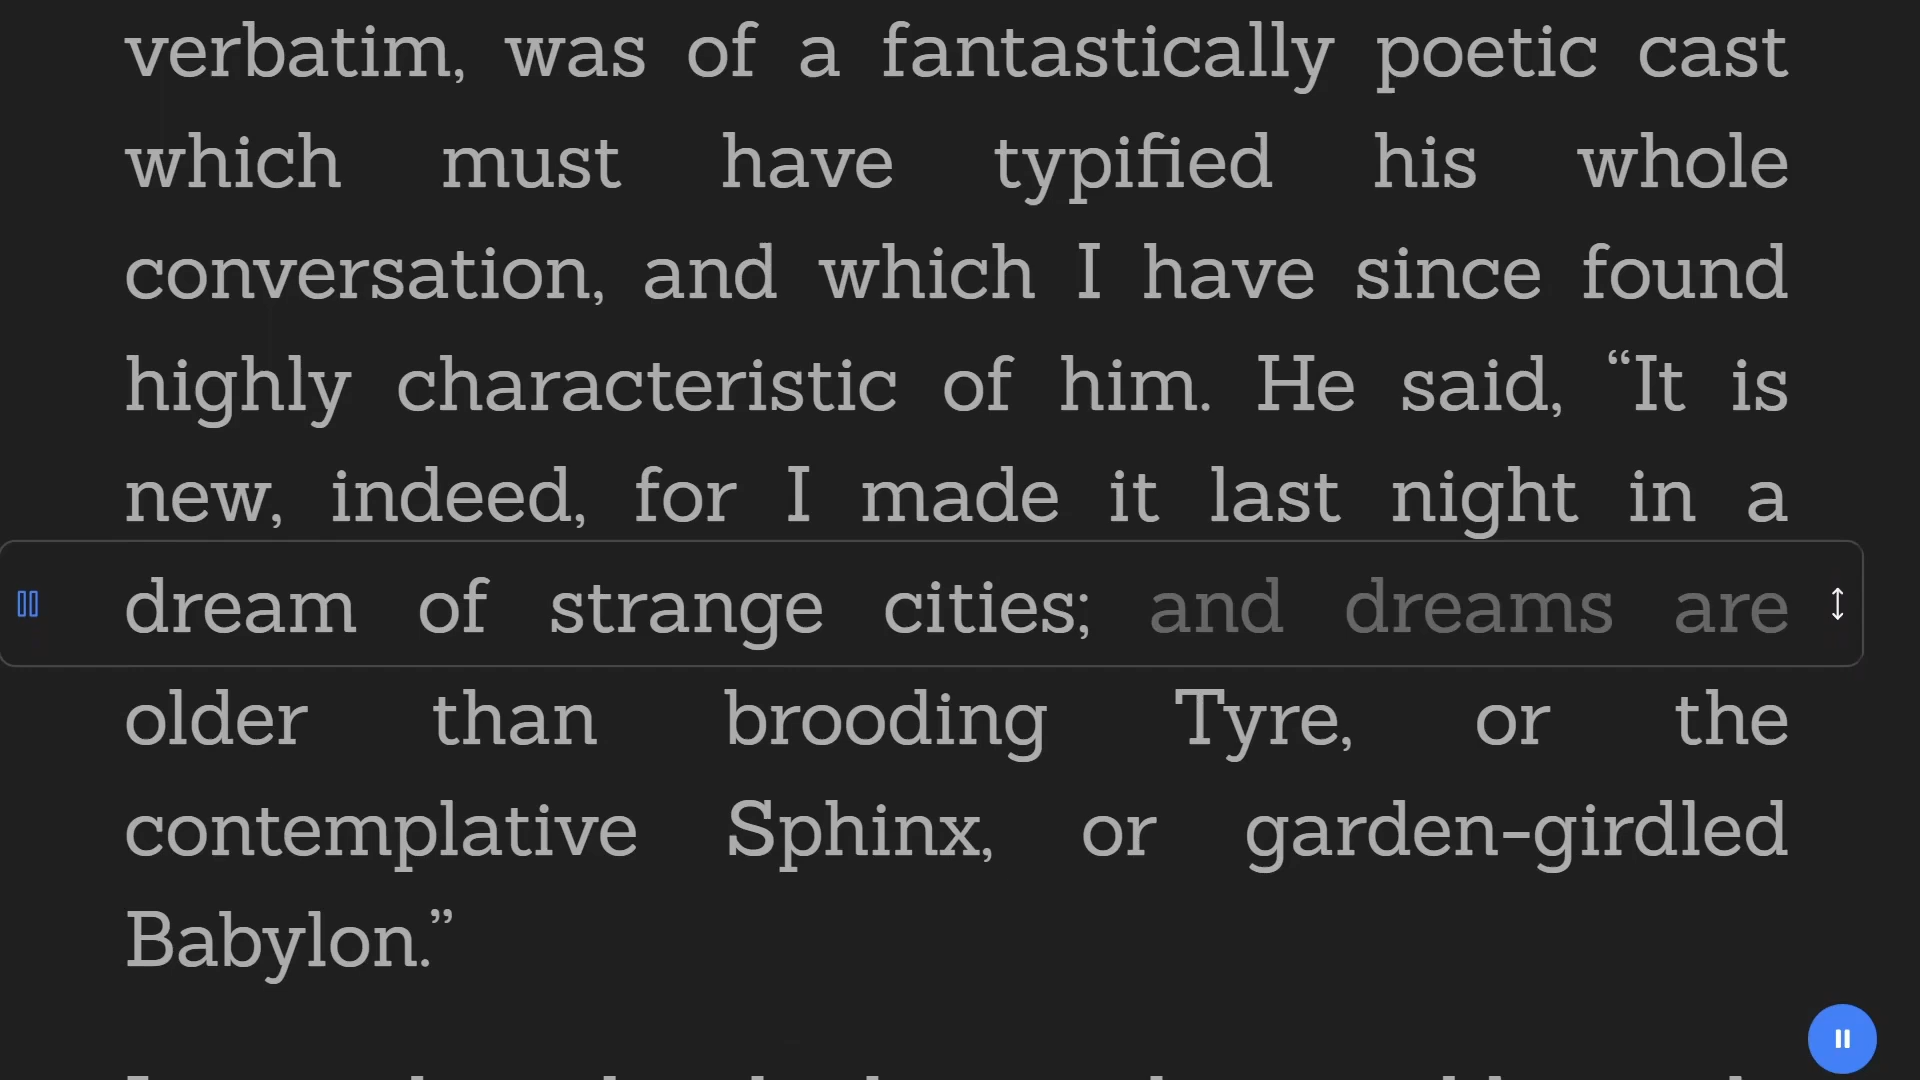 verbatim, was of a fantastically poetic cast
which must have typified his whole
conversation, and which I have since found
highly characteristic of him. He said, “It is
new, indeed, for I made it last night in a
dream of strange cities; and dreams are
older than brooding Tyre, or the
contemplative Sphinx, or garden-girdled
Babylon.”